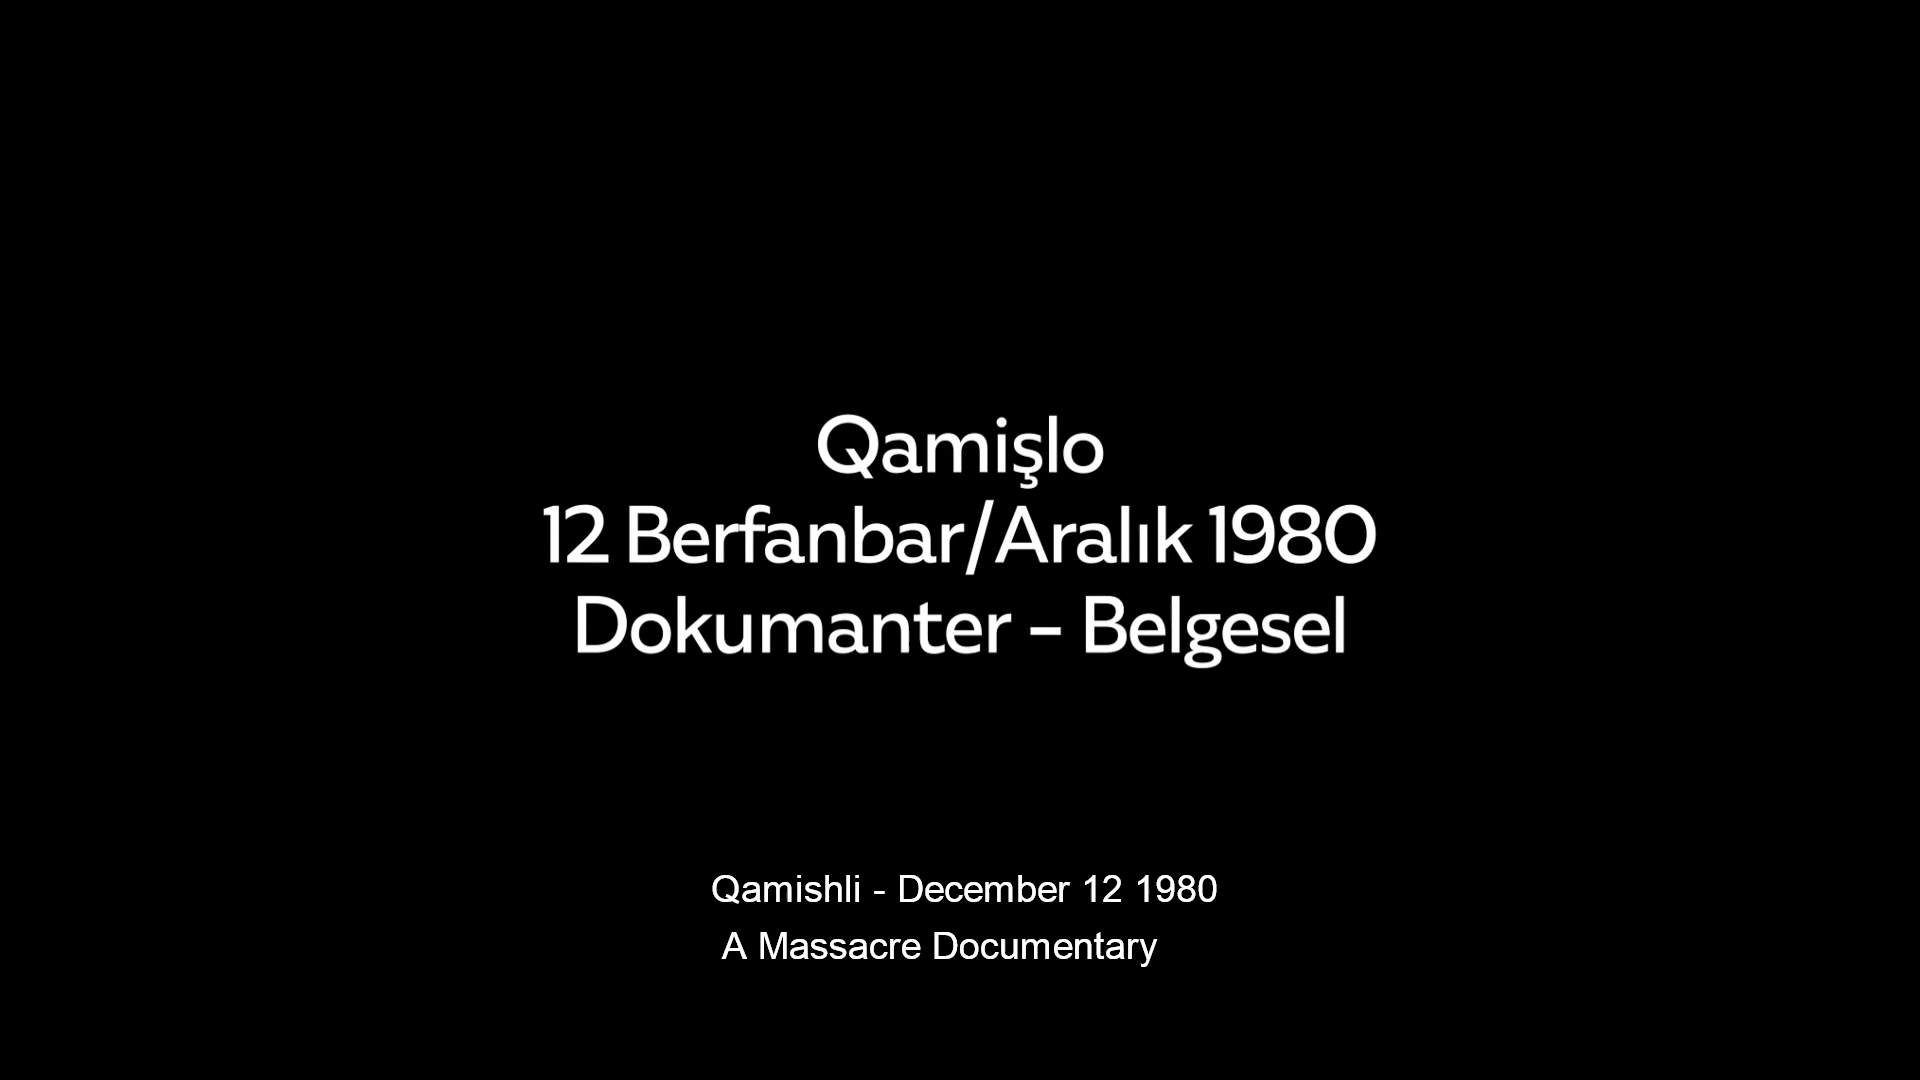 Qamişlo
12 Berfanbar/Aralık 1980
Dokumanter – Belgesel
Qamishli - December 12 1980
A Massacre Documentary